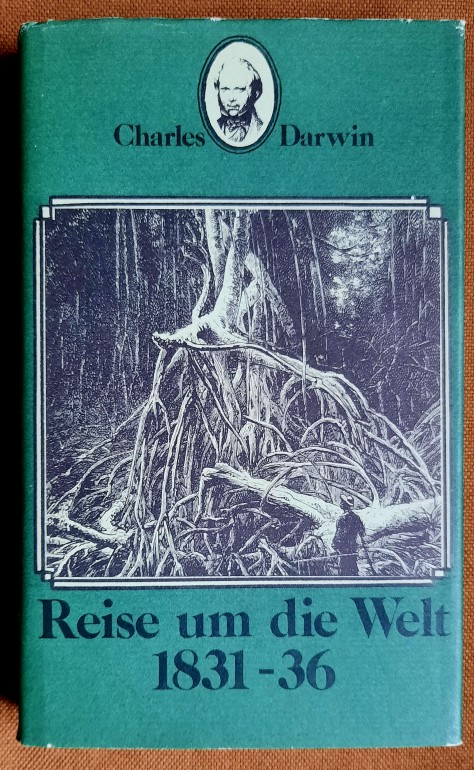 Charles Darwin
Reise um die Welt
1831-36